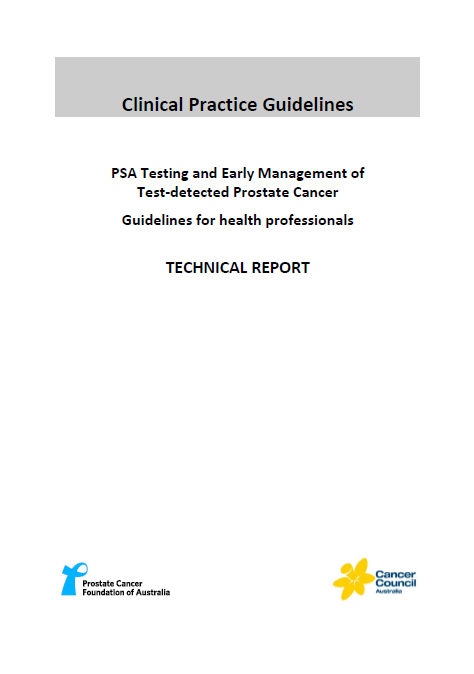 Clinical Practice Guidelines
PSA Testing and Early Management of
Test-detected Prostate Cancer
Guidelines for health professionals
TECHNICAL REPORT
Prostate Cancer
Foundation of Australia
Cancer
Council
Australia